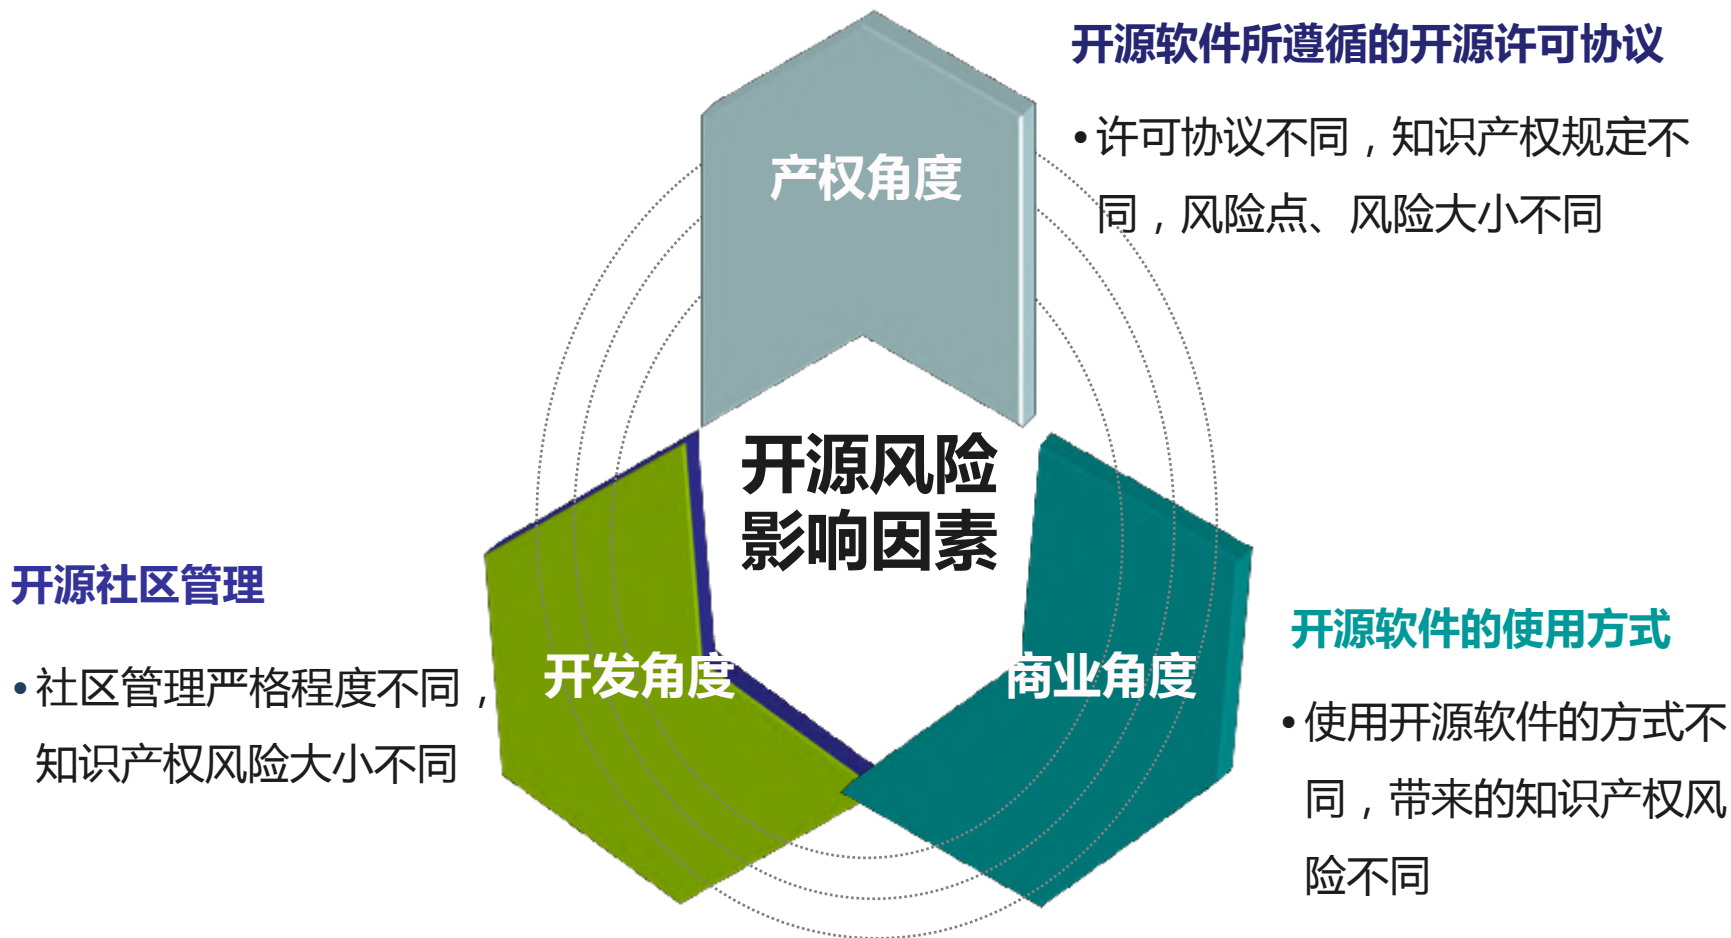 开源软件所遵循的开源许可协议
• 许可协议不同，知识产权规定不
同，风险点、风险大小不同
产权角度
开源风险
影响因素
开源社区管理
• 社区管理严格程度不同，
知识产权风险大小不同
开发角度
商业角度
开源软件的使用方式
• 使用开源软件的方式不
同，带来的知识产权风
险不同